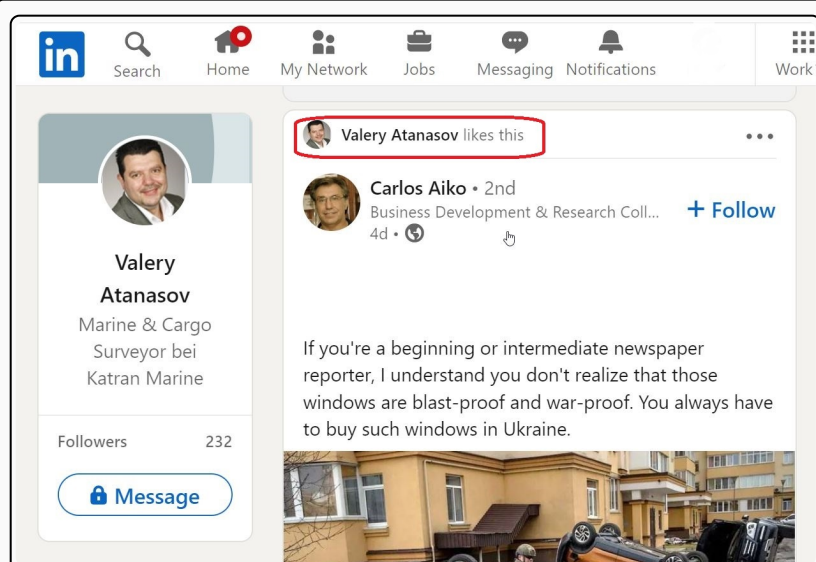 in
Search
Home
My Network
Jobs
Messaging
Notifications
Work
Valery Atanasov likes this
Carlos Aiko • 2nd
Business Development & Research Coll...
4d •
+ Follow
Valery
Atanasov
Marine & Cargo
Surveyor bei
Katran Marine
Followers 232
Message
If you're a beginning or intermediate newspaper
reporter, I understand you don't realize that those
windows are blast-proof and war-proof. You always have
to buy such windows in Ukraine.